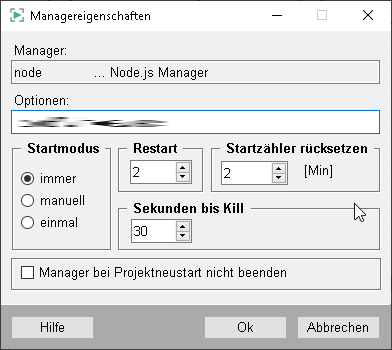 Managereigenschaften
Manager:
node ... Node.js Manager
Optionen:
Startmodus
immer
manuell
einmal
Restart
2
Startzähler rücksetzen
2 [Min]
Sekunden bis Kill
30
Manager bei Projektneustart nicht beenden
Hilfe Ok Abbrechen